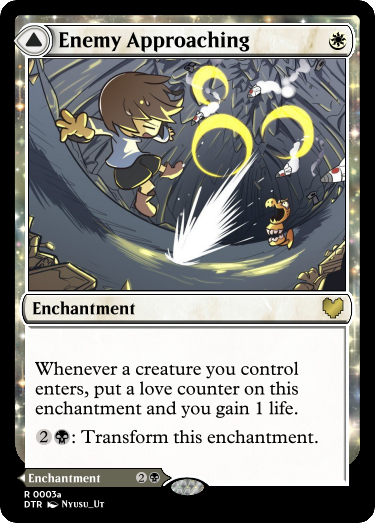 Enemy Approaching
Enchantment
Whenever a creature you control
enters, put a love counter on this
enchantment and you gain 1 life.
2 : Transform this enchantment.
Enchantment 2
R 0003a
DTR Nyusu_Ut